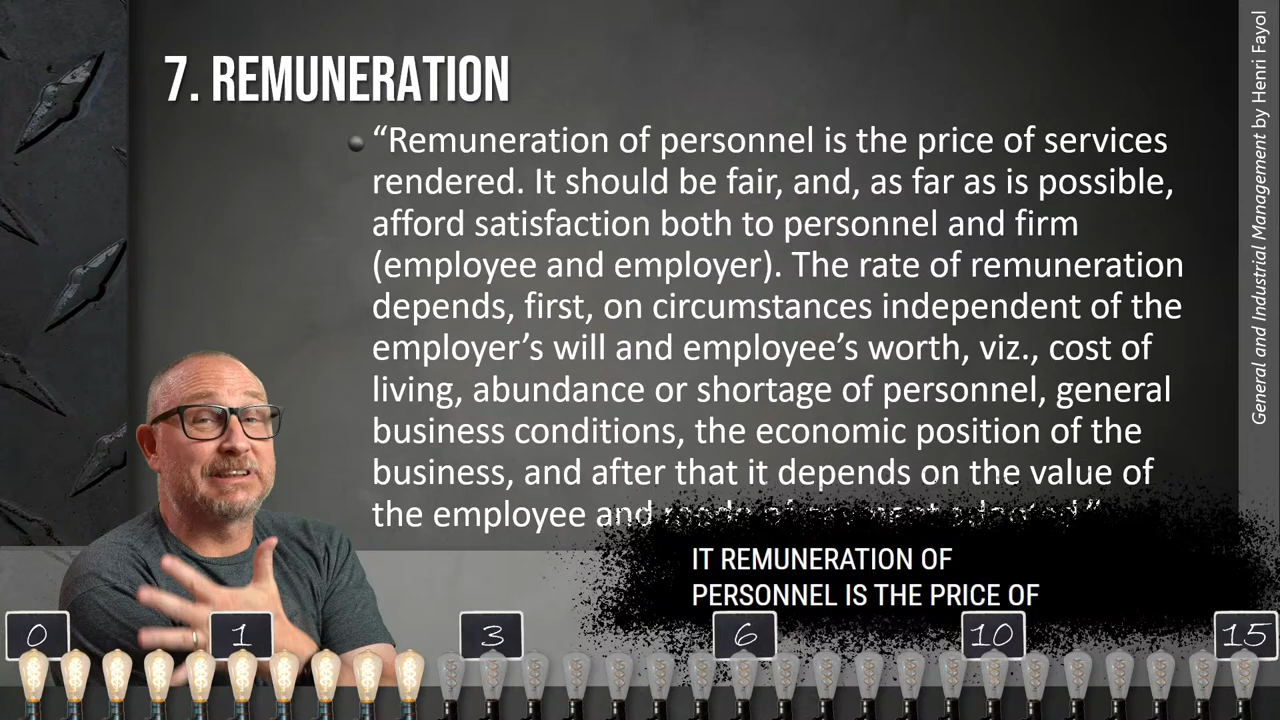 7. REMUNERATION
“Remuneration of personnel is the price of services
rendered. It should be fair, and, as far as is possible,
afford satisfaction both to personnel and firm
(employee and employer). The rate of remuneration
depends, first, on circumstances independent of the
employer’s will and employee’s worth, viz., cost of
living, abundance or shortage of personnel, general
business conditions, the economic position of the
business, and after that it depends on the value of
the employee and
General and Industrial Management by Henri Fayol
IT REMUNERATION OF
PERSONNEL IS THE PRICE OF
0 1 3 6 10 15